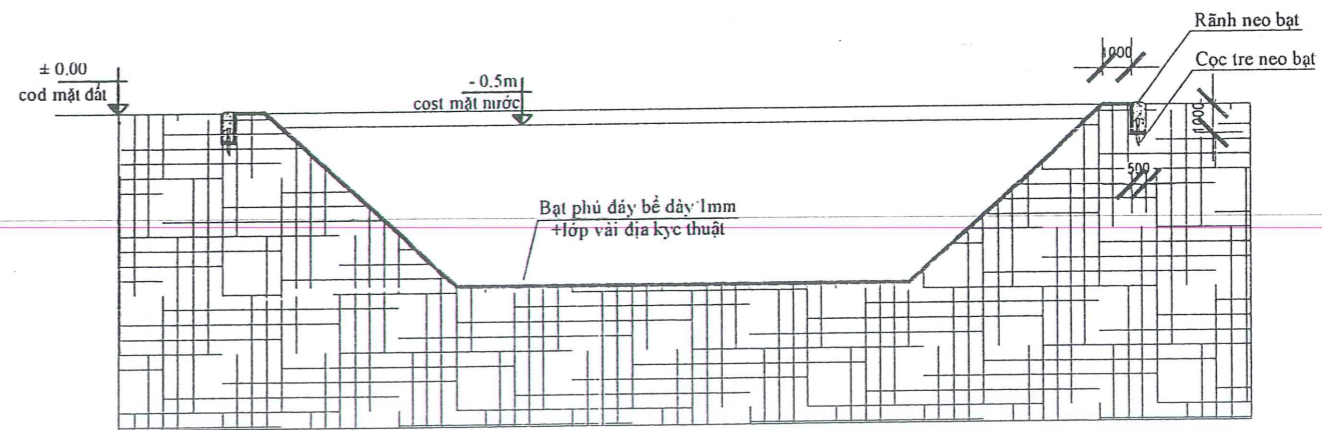 Rãnh neo bạt
1000
Cọc tre neo bạt
± 0.00
cod mặt đất
- 0.5m
cost mặt nước
1000
500
Bạt phủ đáy bể dày 1mm
+lớp vải địa kyc thuật